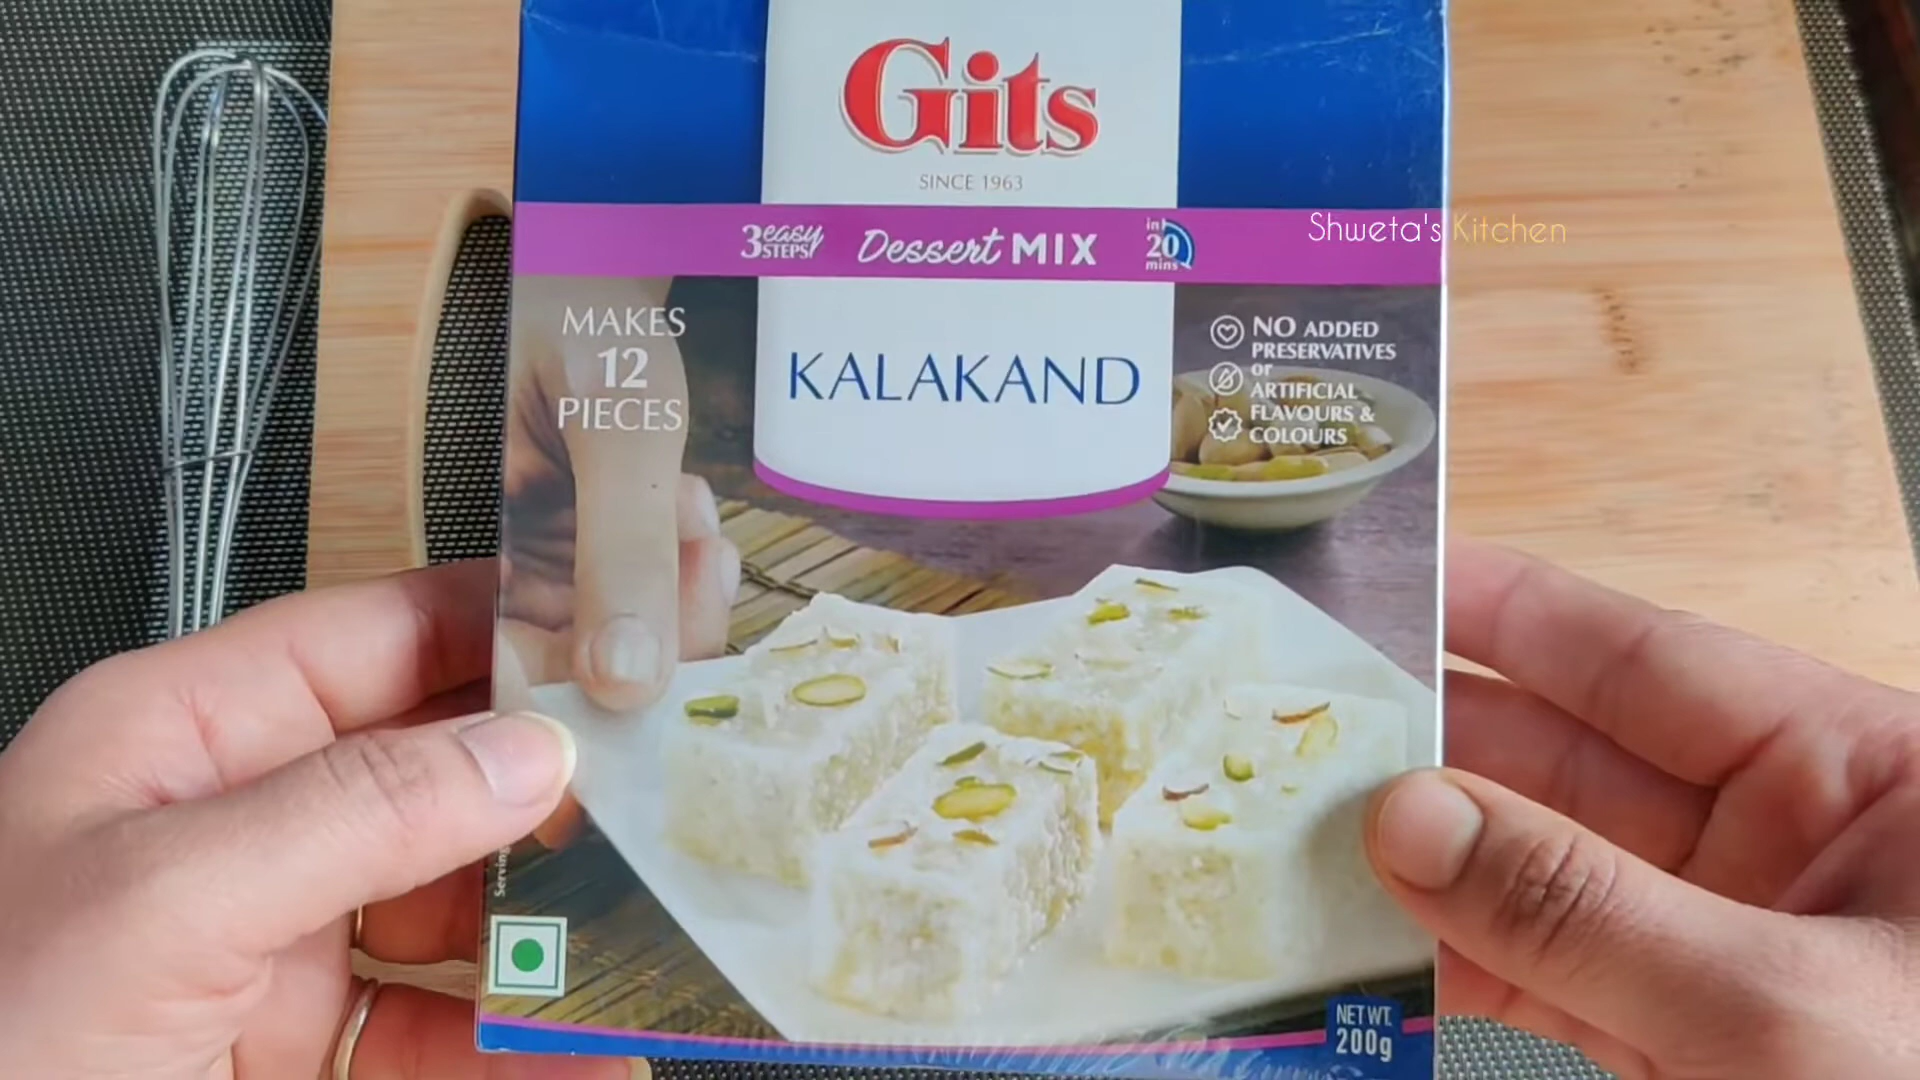 Gits
SINCE 1963
3 easy STEPS!
Dessert MIX
in 20 mins
Shweta's Kitchen
MAKES
12
PIECES
KALAKAND
NO ADDED
PRESERVATIVES
or
ARTIFICIAL
FLAVOURS &
COLOURS
Serving
NET WT.
200g